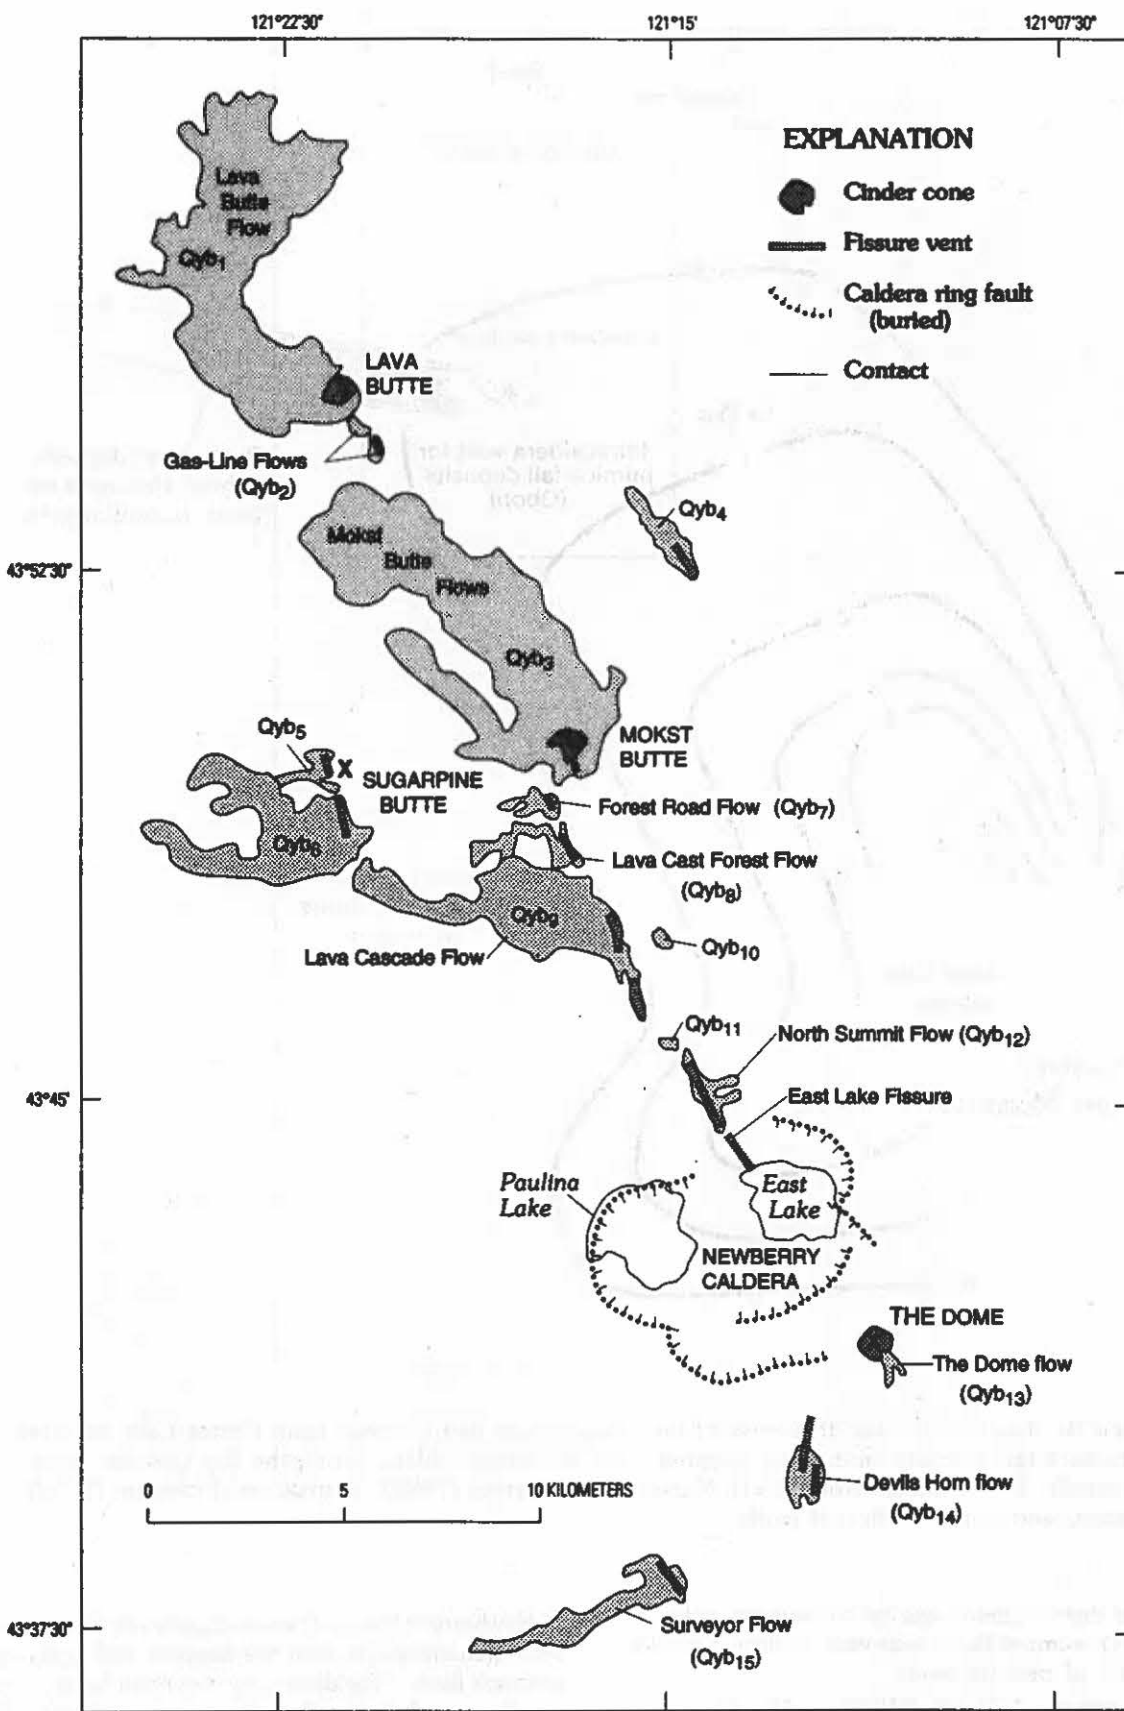 121°22'30"
121°15'
121°07'30"
EXPLANATION
Cinder cone
Fissure vent
Caldera ring fault
(buried)
Contact
Lava
Butte
Flow
Qyb1
LAVA
BUTTE
Gas-Line Flows
(Qyb2)
Mokst
Butte
Flows
Qyb4
43°52'30"
Qyb3
Qyb5
X
SUGARPINE
BUTTE
MOKST
BUTTE
Forest Road Flow (Qyb7)
Qyb6
Lava Cast Forest Flow
(Qyb8)
Qyb9
Lava Cascade Flow
Qyb10
Qyb11
North Summit Flow (Qyb12)
43°45'
East Lake Fissure
Paulina
Lake
East
Lake
NEWBERRY
CALDERA
THE DOME
The Dome flow
(Qyb13)
0
5
10 KILOMETERS
Devils Horn flow
(Qyb14)
43°37'30"
Surveyor Flow
(Qyb15)